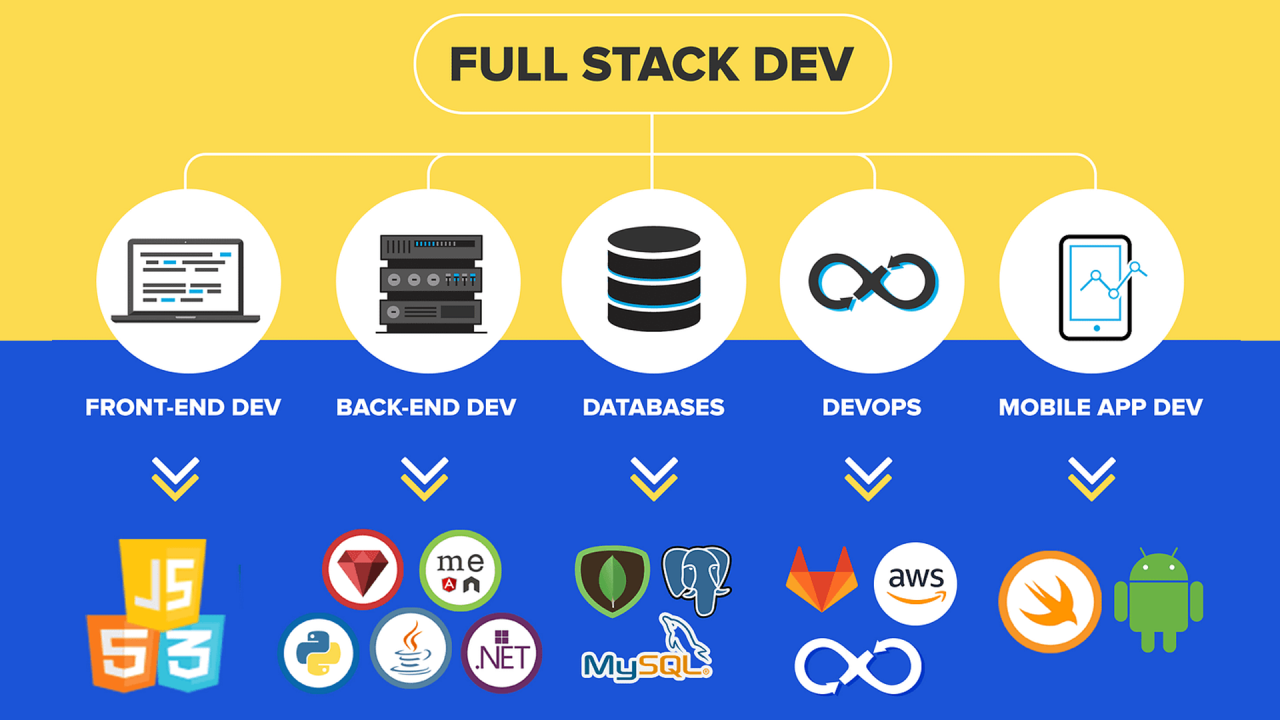 FULL STACK DEV
FRONT-END DEV
BACK-END DEV
DATABASES
DEVOPS
MOBILE APP DEV
JS
5
3
me
.NET
MySQL®
aws